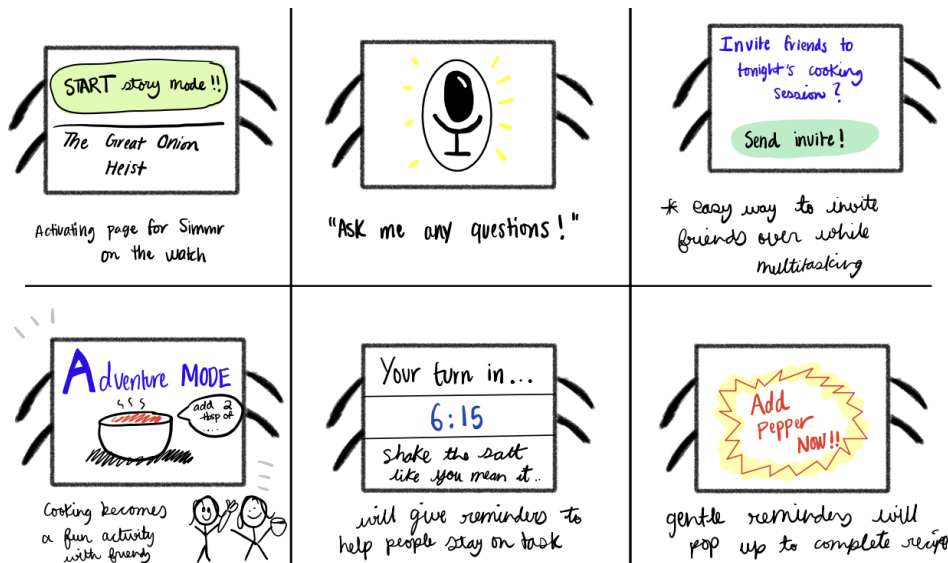 START story mode!!
The Great Onion
Heist
Activating page for Simmr
on the watch
"Ask me any questions!"
Invite friends to
tonight's cooking
session?
Send invite!
* easy way to invite
friends over while
multitasking
Adventure MODE
add 2
tbsp of
....
Cooking becomes
a fun activity
with friends
Your turn in...
6:15
shake the salt
like you mean it..
will give reminders to
help people stay on task
Add
Pepper
Now!!
gentle reminders will
pop up to complete recipe